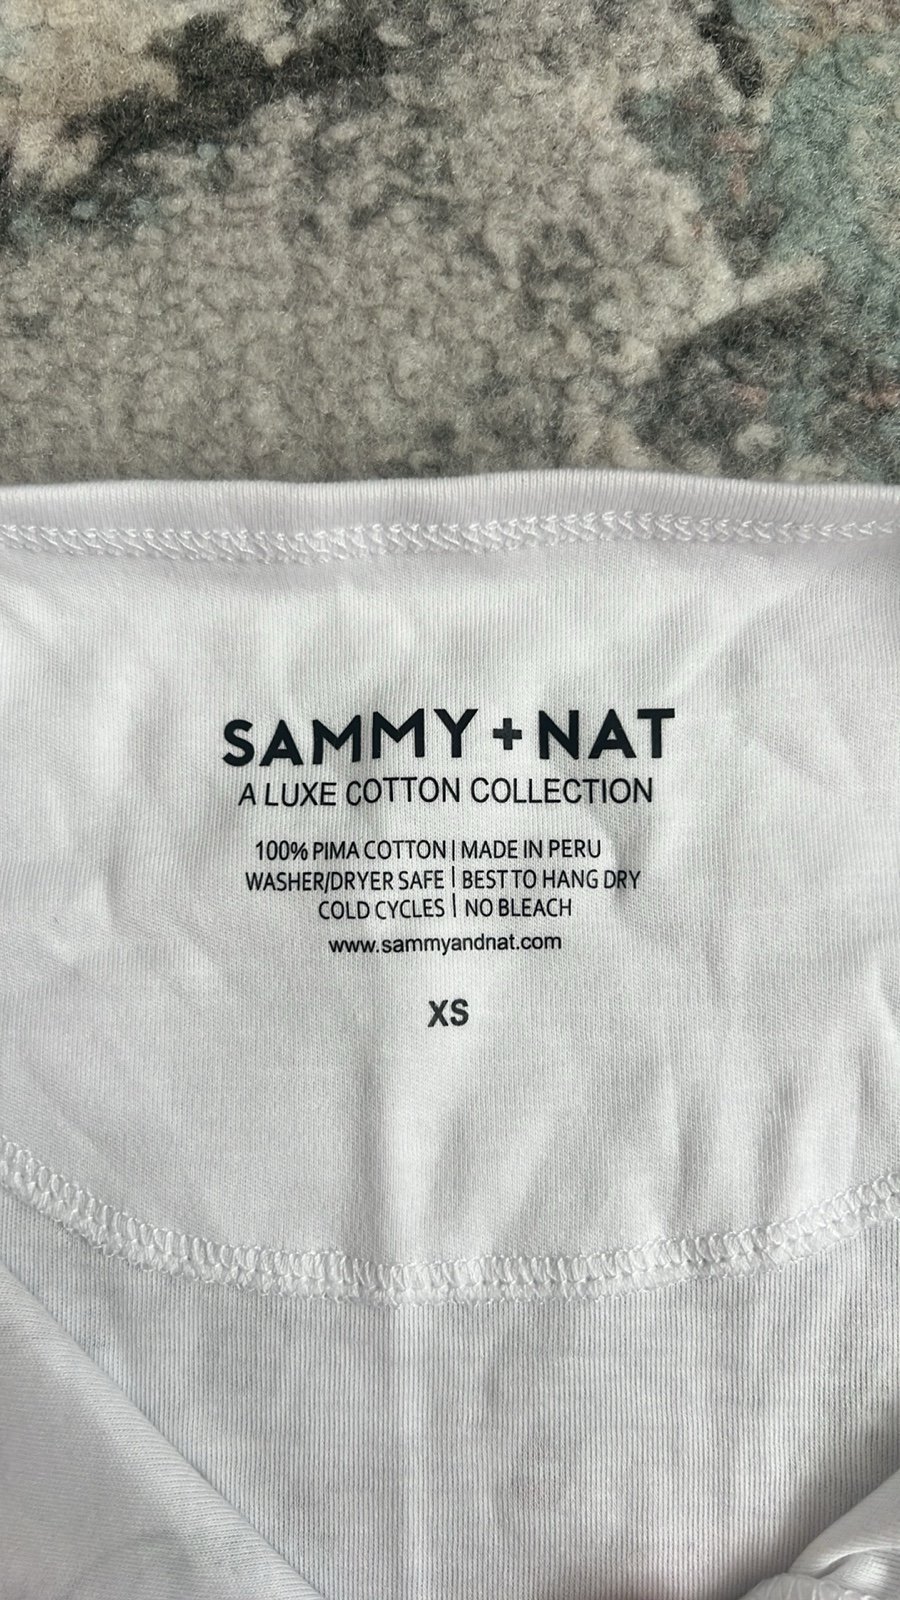 SAMMY + NAT
A LUXE COTTON COLLECTION
100% PIMA COTTON | MADE IN PERU
WASHER/DRYER SAFE | BEST TO HANG DRY
COLD CYCLES | NO BLEACH
www.sammyandnat.com
XS